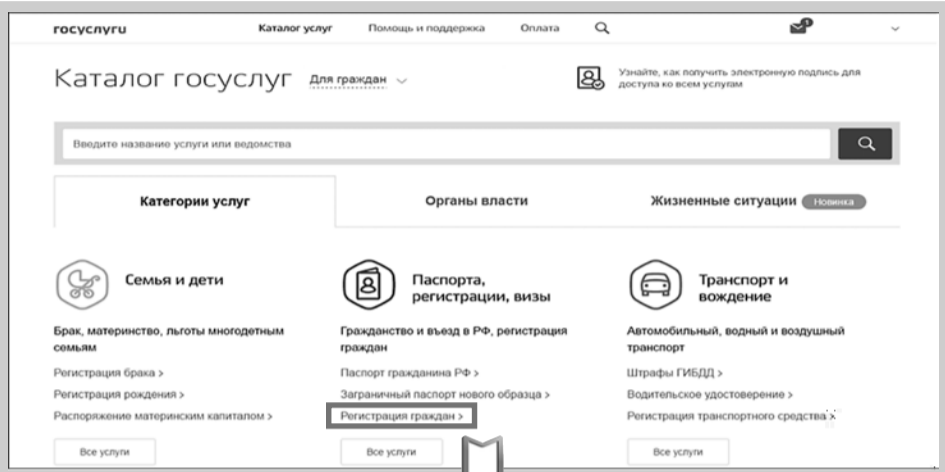 госуслуги Каталог услуг Помощь и поддержка Оплата
Каталог госуслуг Для граждан
Узнайте, как получить электронную подпись для
доступа ко всем услугам
Введите название услуги или ведомства
Категории услуг Органы власти Жизненные ситуации Новинка
Семья и дети
Брак, материнство, льготы многодетным
семьям
Регистрация брака >
Регистрация рождения >
Распоряжение материнским капиталом >
Все услуги
Паспорта,
регистрации, визы
Гражданство и въезд в РФ, регистрация
граждан
Паспорт гражданина РФ >
Заграничный паспорт нового образца >
Регистрация граждан >
Все услуги
Транспорт и
вождение
Автомобильный, водный и воздушный
транспорт
Штрафы ГИБДД >
Водительское удостоверение >
Регистрация транспортного средства >
Все услуги